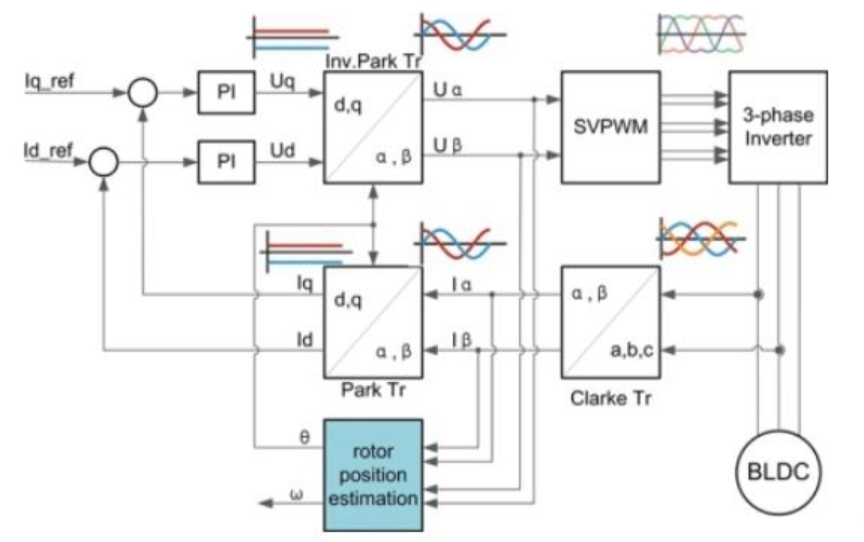 Inv.Park Tr
Iq_ref
PI
Uq
d,q
α , β
U α
U β
SVPWM
3-phase
Inverter
Id_ref
PI
Ud
Iq
Id
d,q
α , β
Park Tr
I α
I β
α , β
a,b,c
Clarke Tr
θ
ω
rotor
position
estimation
BLDC